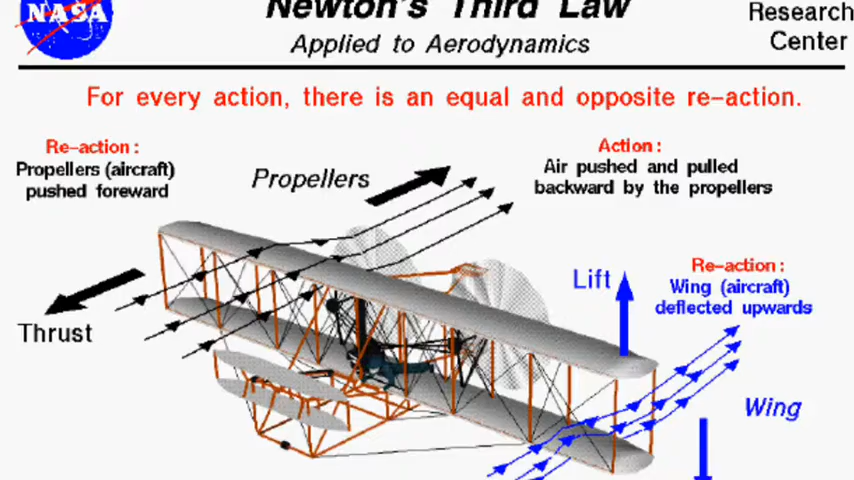 NASA
Newton's Third Law
Applied to Aerodynamics
Research
Center
For every action, there is an equal and opposite re-action.
Re-action :
Propellers (aircraft)
pushed foreward
Propellers
Action :
Air pushed and pulled
backward by the propellers
Thrust
Lift
Re-action :
Wing (aircraft)
deflected upwards
Wing